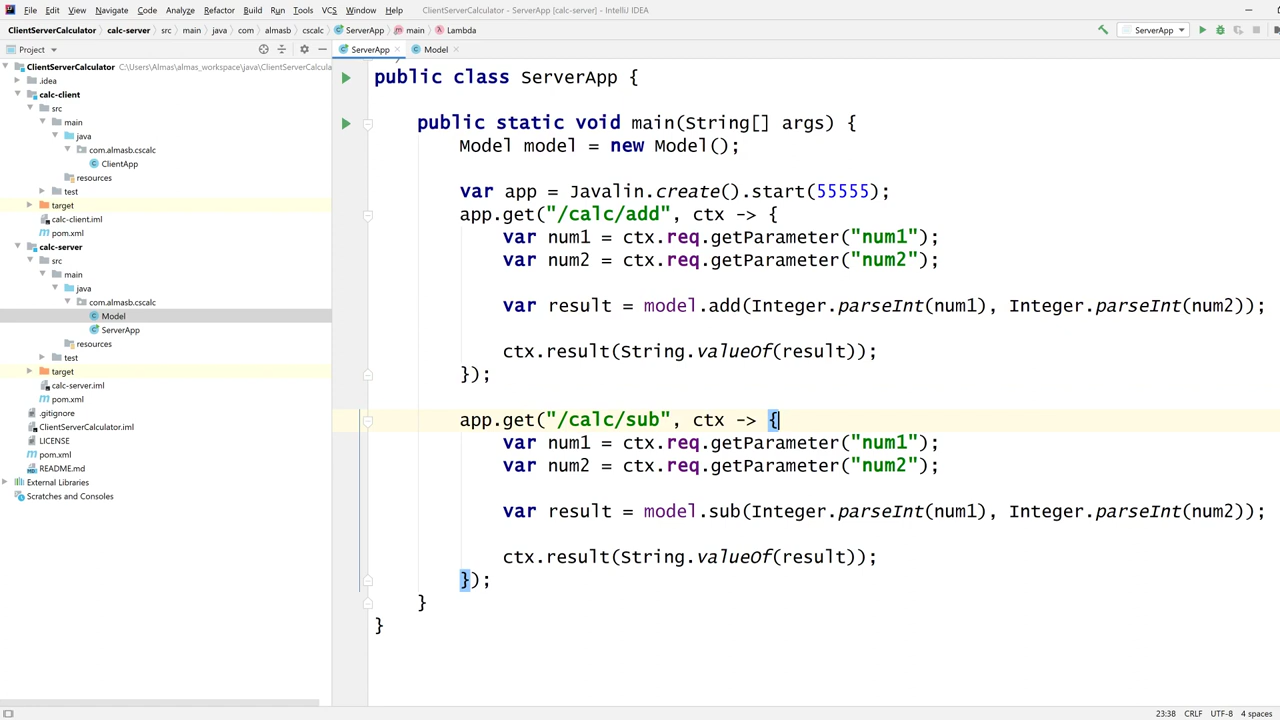 File Edit View Navigate Code Analyze Refactor Build Run Tools VCS Window Help ClientServerCalculator - ServerApp [calc-server] - IntelliJ IDEA
ClientServerCalculator calc-server src main java com almasb cscalc ServerApp main Lambda ServerApp
Project
ServerApp Model
ClientServerCalculator C:\Users\Almas\almas_workspace\java\ClientServerCalcula
.idea
calc-client
src
main
java
com.almasb.cscalc
ClientApp
resources
test
target
calc-client.iml
pom.xml
calc-server
src
main
java
com.almasb.cscalc
Model
ServerApp
resources
test
target
calc-server.iml
pom.xml
.gitignore
ClientServerCalculator.iml
LICENSE
pom.xml
README.md
External Libraries
Scratches and Consoles
public class ServerApp {
public static void main(String[] args) {
Model model = new Model();
var app = Javalin.create().start(55555);
app.get("/calc/add", ctx -> {
var num1 = ctx.req.getParameter("num1");
var num2 = ctx.req.getParameter("num2");
var result = model.add(Integer.parseInt(num1), Integer.parseInt(num2));
ctx.result(String.valueOf(result));
});
app.get("/calc/sub", ctx -> {
var num1 = ctx.req.getParameter("num1");
var num2 = ctx.req.getParameter("num2");
var result = model.sub(Integer.parseInt(num1), Integer.parseInt(num2));
ctx.result(String.valueOf(result));
});
}
}
23:38 CRLF UTF-8 4 spaces